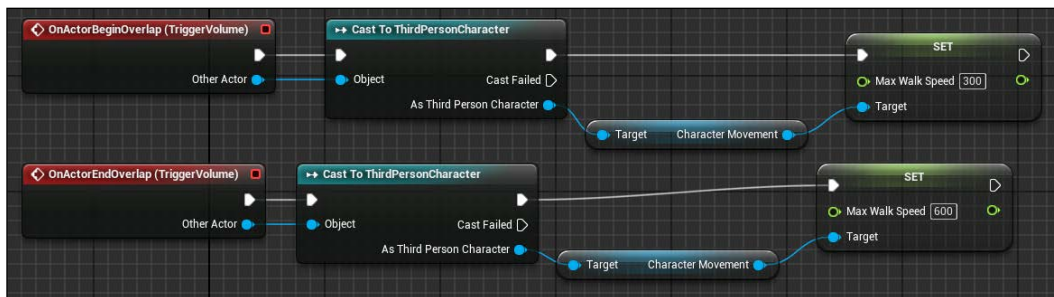 OnActorBeginOverlap (TriggerVolume)
Other Actor
Cast To ThirdPersonCharacter
Object
Cast Failed
As Third Person Character
Target Character Movement
SET
Max Walk Speed 300
Target
OnActorEndOverlap (TriggerVolume)
Other Actor
Cast To ThirdPersonCharacter
Object
Cast Failed
As Third Person Character
Target Character Movement
SET
Max Walk Speed 600
Target